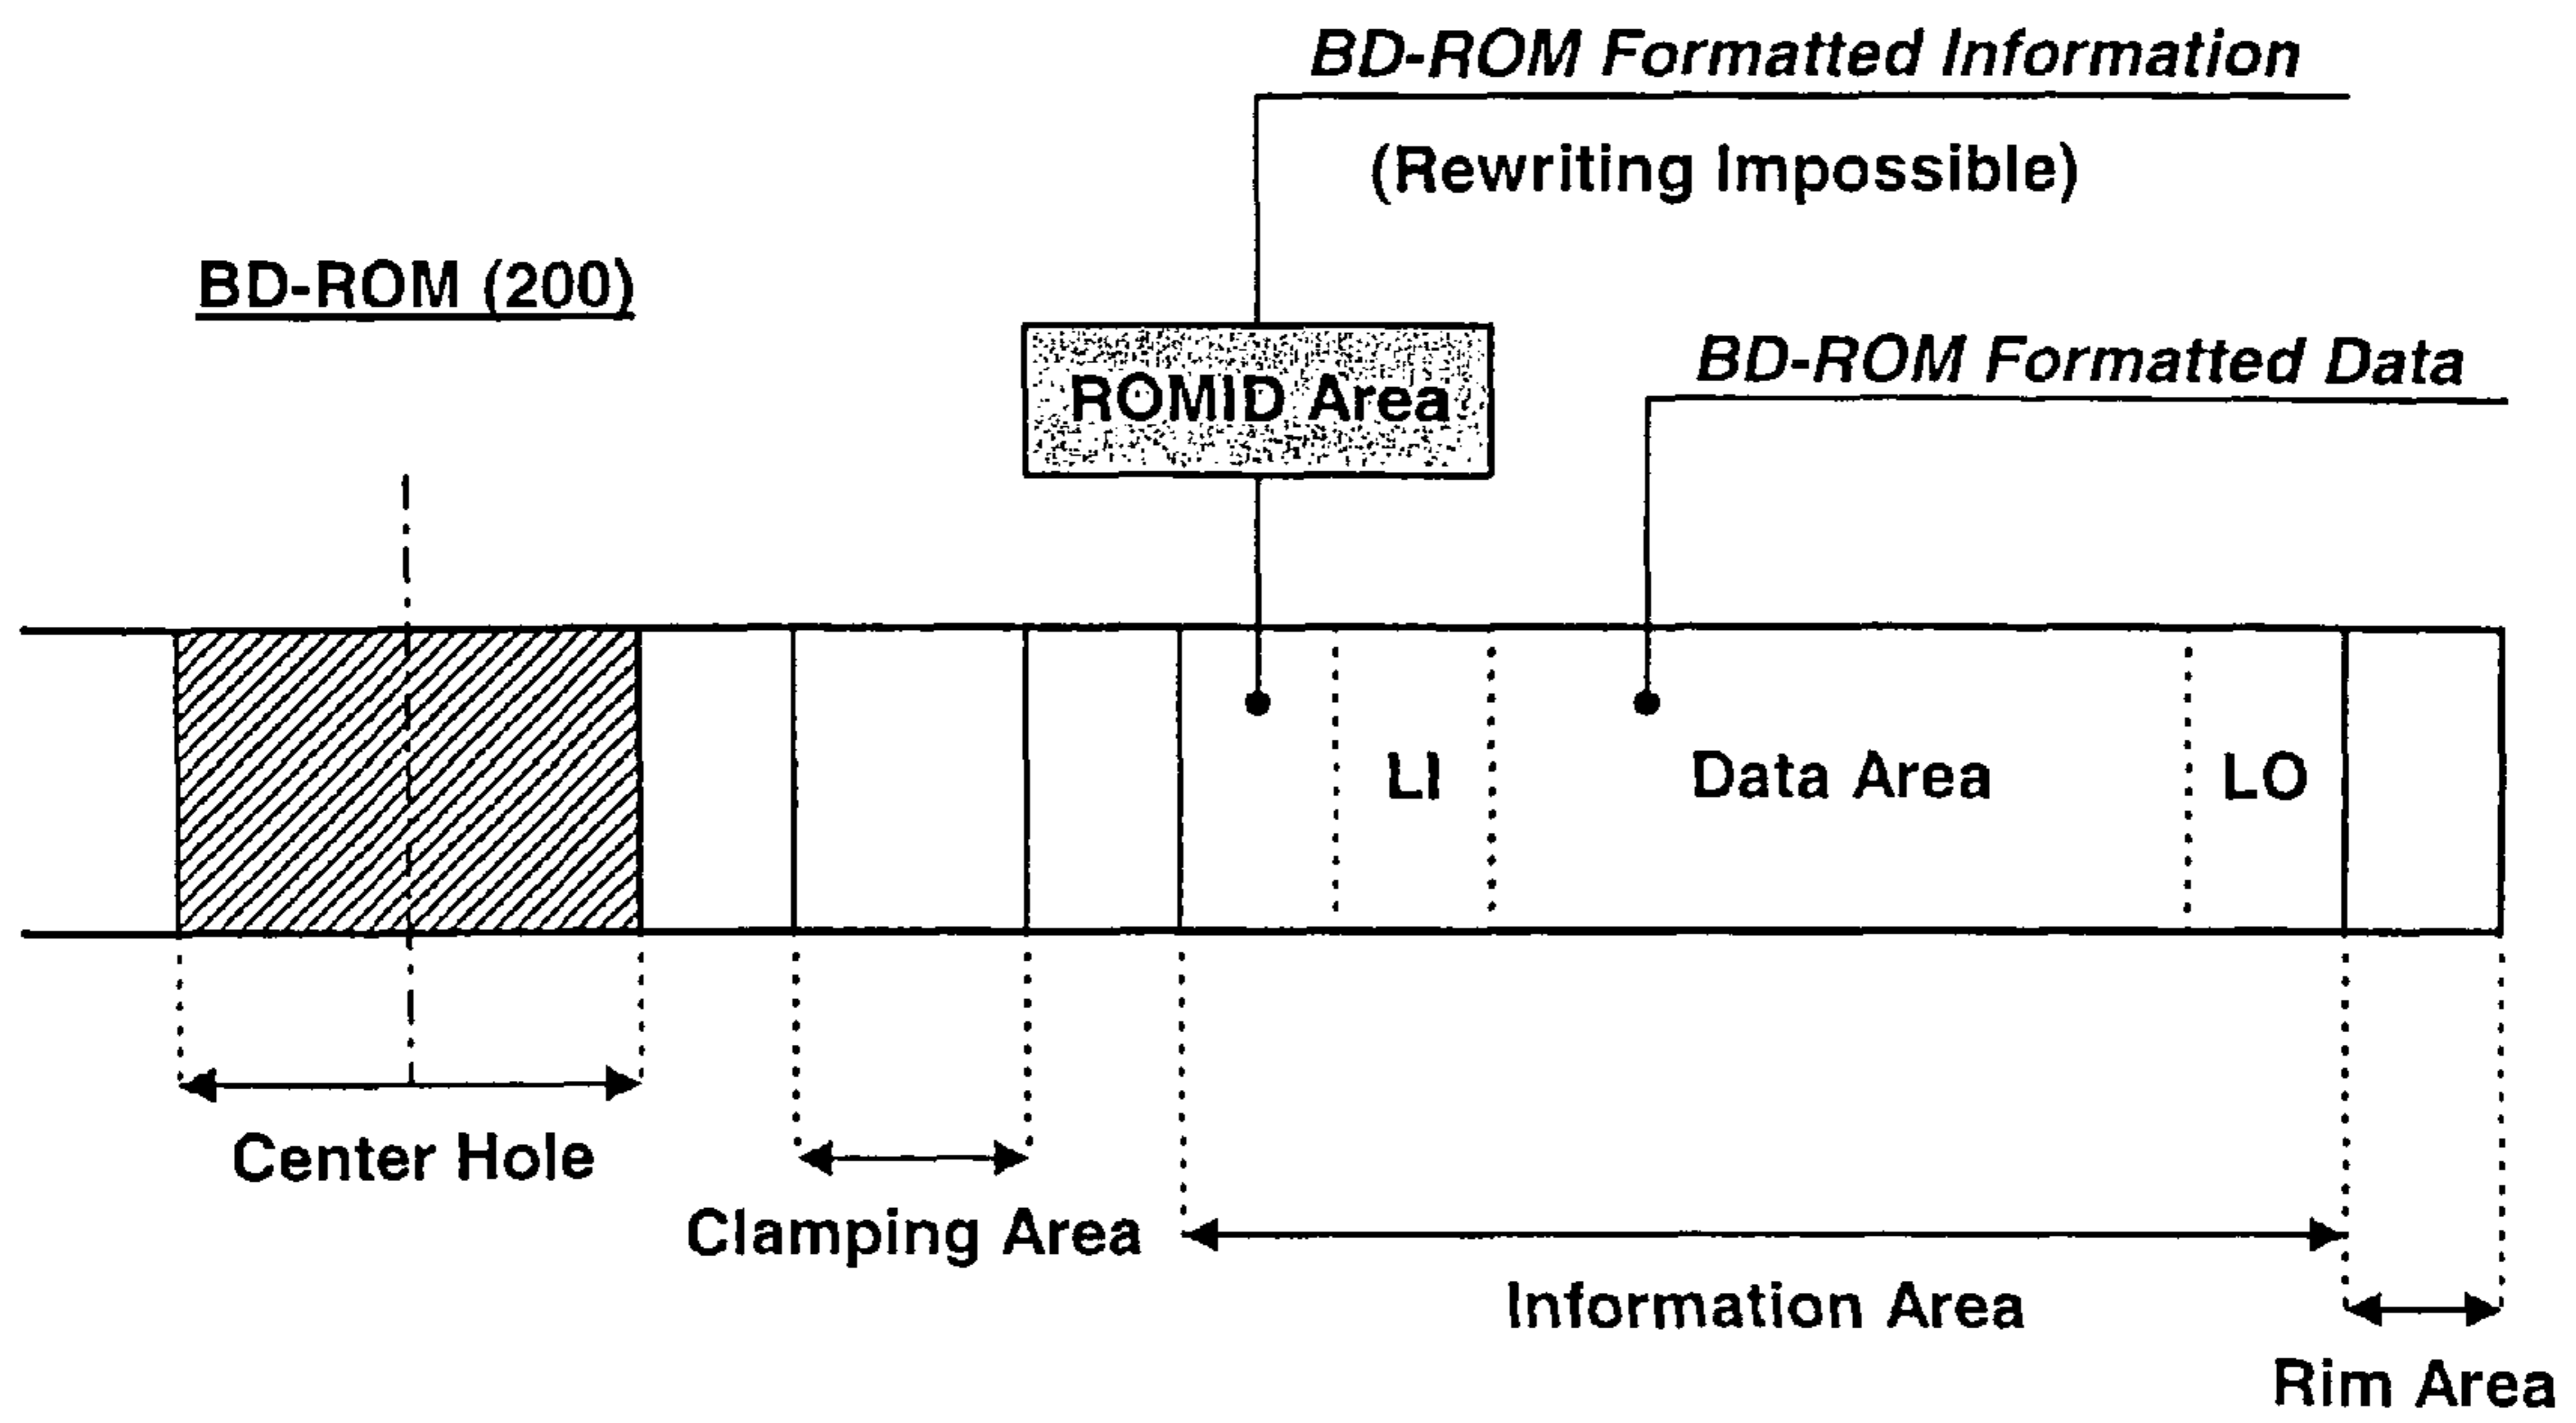 BD-ROM Formatted Information
(Rewriting Impossible)
BD-ROM (200)
BD-ROM Formatted Data
ROMID Area
LI
Data Area
LO
Center Hole
Clamping Area
Information Area
Rim Area